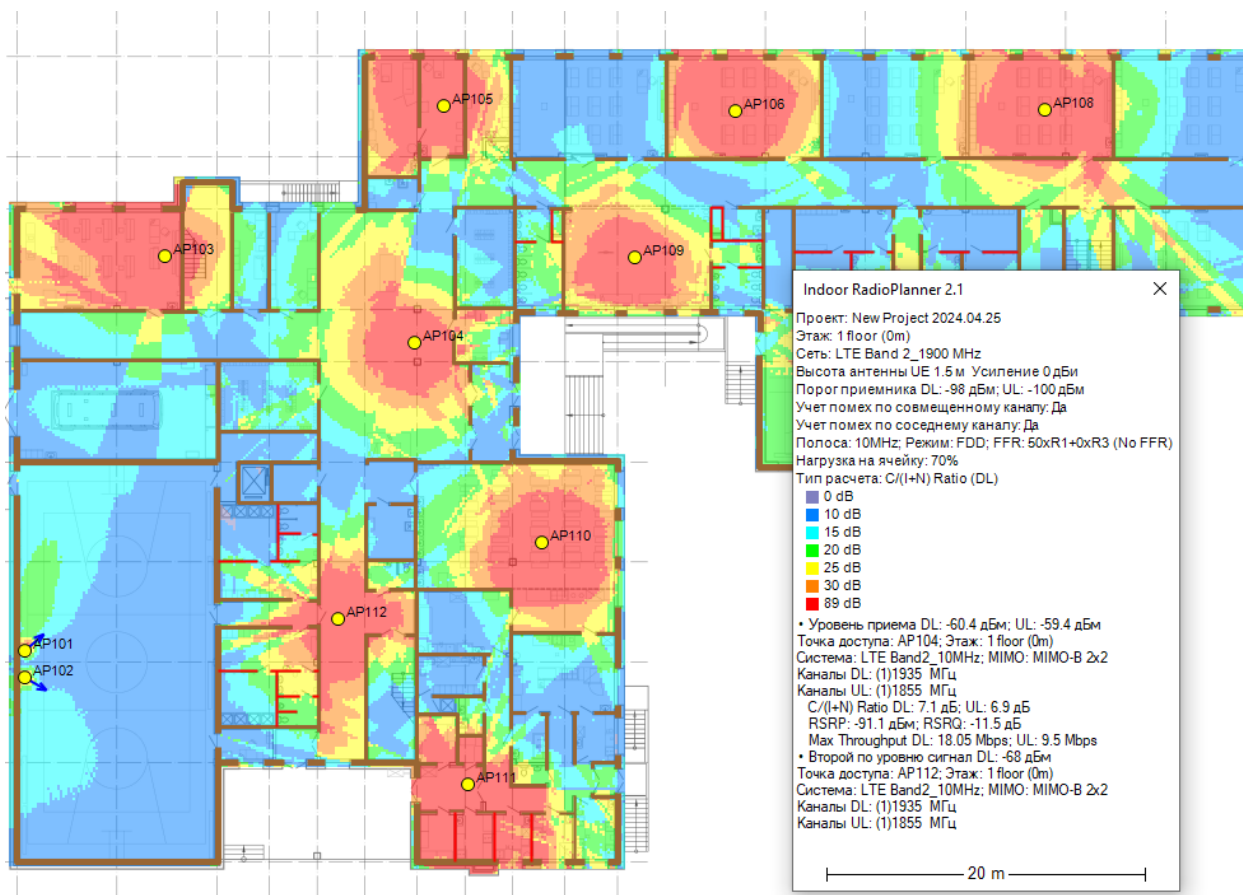 AP105
AP106
AP108
AP103
AP109
AP104
AP110
AP112
AP101
AP102
AP111
Indoor RadioPlanner 2.1
Проект: New Project 2024.04.25
Этаж: 1 floor (0m)
Сеть: LTE Band 2_1900 MHz
Высота антенны UE 1.5 м Усиление 0 дБи
Порог приемника DL: -98 дБм; UL: -100 дБм
Учет помех по совмещенному каналу: Да
Учет помех по соседнему каналу: Да
Полоса: 10MHz; Режим: FDD; FFR: 50xR1+0xR3 (No FFR)
Нагрузка на ячейку: 70%
Тип расчета: C/(I+N) Ratio (DL)
0 dB
10 dB
15 dB
20 dB
25 dB
30 dB
89 dB
• Уровень приема DL: -60.4 дБм; UL: -59.4 дБм
Точка доступа: AP104; Этаж: 1 floor (0m)
Система: LTE Band2_10MHz; MIMO: MIMO-B 2x2
Каналы DL: (1)1935 МГц
Каналы UL: (1)1855 МГц
C/(I+N) Ratio DL: 7.1 дБ; UL: 6.9 дБ
RSRP: -91.1 дБм; RSRQ: -11.5 дБ
Max Throughput DL: 18.05 Mbps; UL: 9.5 Mbps
• Второй по уровню сигнал DL: -68 дБм
Точка доступа: AP112; Этаж: 1 floor (0m)
Система: LTE Band2_10MHz; MIMO: MIMO-B 2x2
Каналы DL: (1)1935 МГц
Каналы UL: (1)1855 МГц
20 m